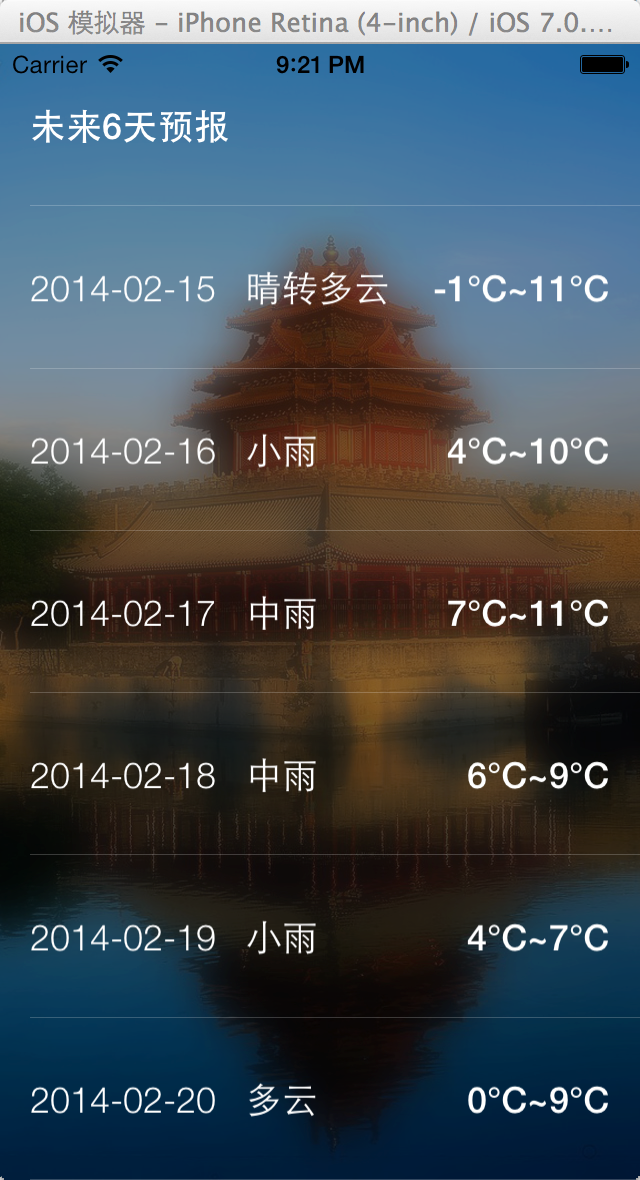 iOS 模拟器 – iPhone Retina (4-inch) / iOS 7.0....
Carrier 9:21 PM
未来6天预报
2014-02-15 晴转多云 -1°C~11°C
2014-02-16 小雨 4°C~10°C
2014-02-17 中雨 7°C~11°C
2014-02-18 中雨 6°C~9°C
2014-02-19 小雨 4°C~7°C
2014-02-20 多云 0°C~9°C